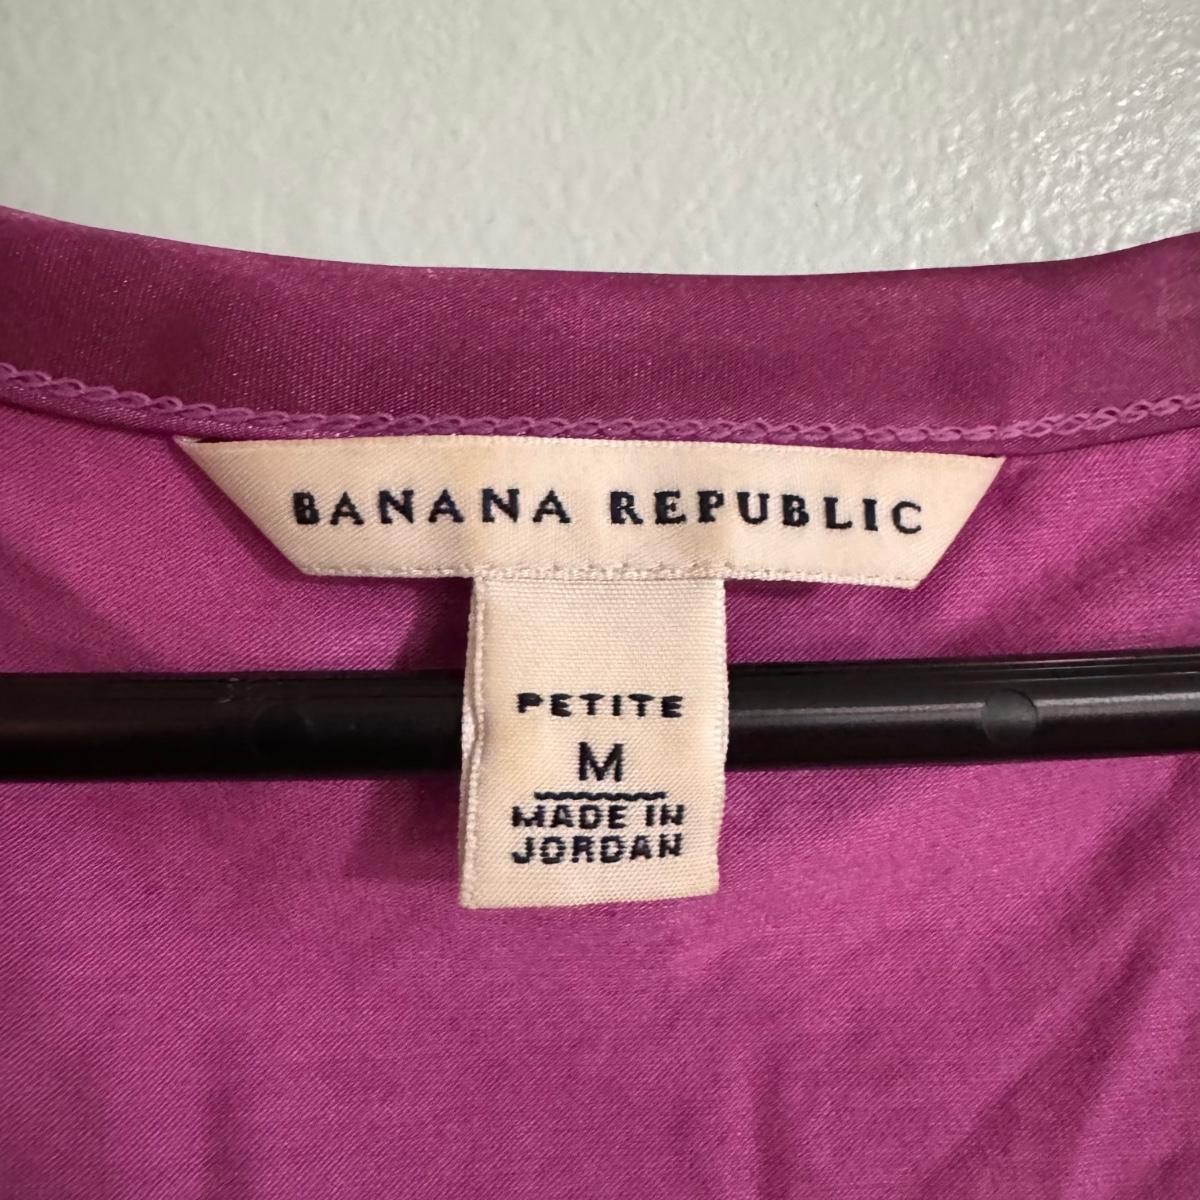 BANANA REPUBLIC
PETITE
M
MADE IN
JORDAN